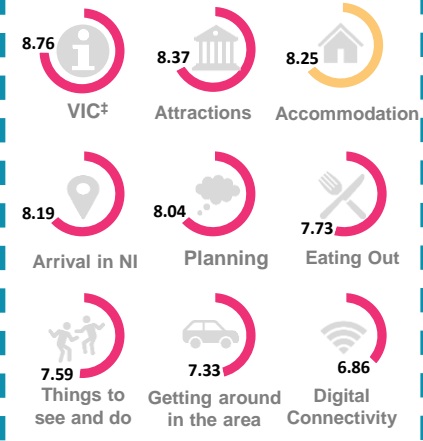 8.76
VIC‡
8.37
Attractions
8.25
Accommodation
8.19
Arrival in NI
8.04
Planning
7.73
Eating Out
7.59
Things to
see and do
7.33
Getting around
in the area
6.86
Digital
Connectivity